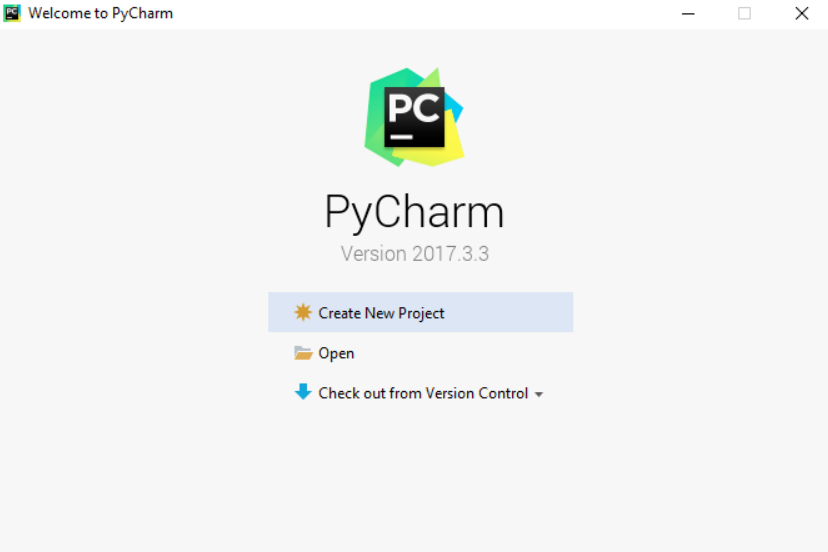 Welcome to PyCharm
PC
PyCharm
Version 2017.3.3
Create New Project
Open
Check out from Version Control